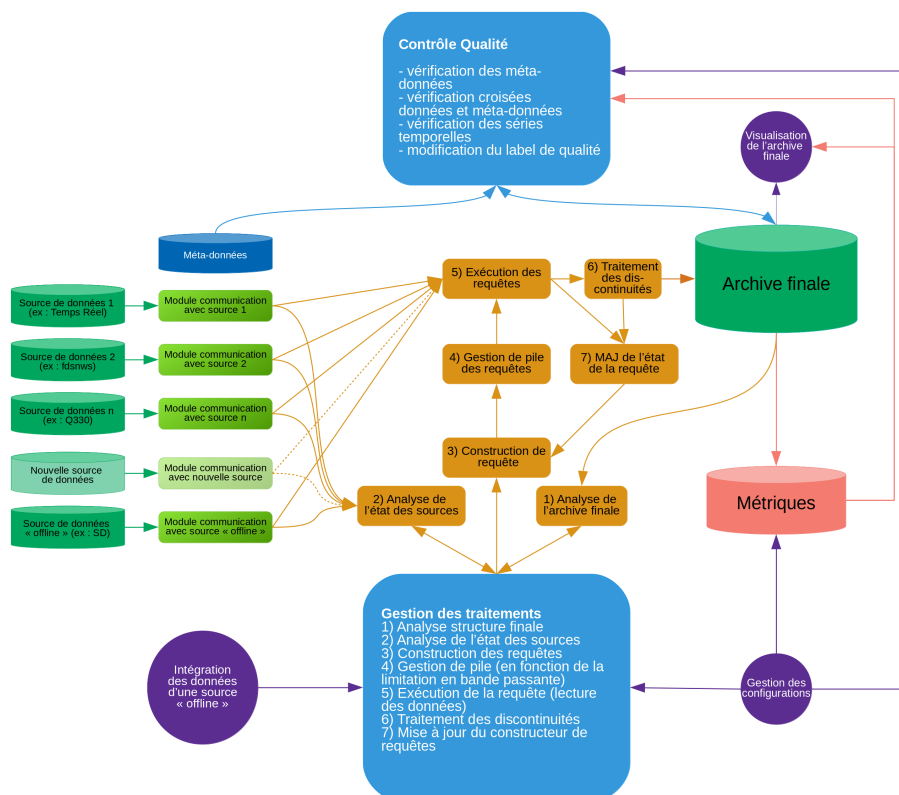 Contrôle Qualité
- vérification des méta-
données
- vérification croisées
données et méta-données
- vérification des séries
temporelles
- modification du label de qualité
Visualisation
de l'archive
finale
Méta-données
Archive finale
Source de données 1
(ex : Temps Réel)
Module communication
avec source 1
5) Exécution des
requêtes
6) Traitement
des dis-
continuités
Source de données 2
(ex : fdsnws)
Module communication
avec source 2
4) Gestion de pile
des requêtes
7) MAJ de l'état
de la requête
Source de données n
(ex : Q330)
Module communication
avec source n
3) Construction de
requête
Nouvelle source
de données
Module communication
avec nouvelle source
2) Analyse de
l'état des sources
1) Analyse de
l'archive finale
Métriques
Source de données
« offline » (ex : SD)
Module communication
avec source « offline »
Gestion des traitements
1) Analyse structure finale
2) Analyse de l'état des sources
3) Construction des requêtes
4) Gestion de pile (en fonction de la
limitation en bande passante)
5) Exécution de la requête (lecture
des données)
6) Traitement des discontinuités
7) Mise à jour du constructeur de
requêtes
Intégration
des données
d'une source
« offline »
Gestion des
configurations